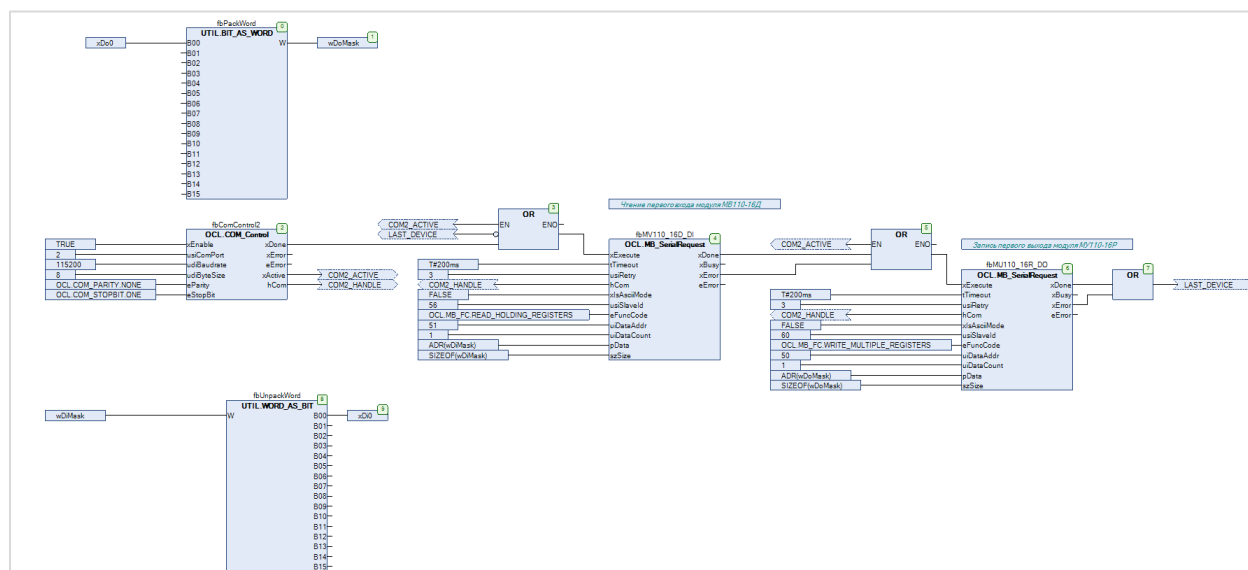 fbPackWord
0
UTIL.BIT_AS_WORD
xDo0
B00
W
wDoMask
1
B01
B02
B03
B04
B05
B06
B07
B08
B09
B10
B11
B12
B13
B14
B15
fbComControl2
2
OCL.COM_Control
TRUE
xEnable
xDone
2
usiComPort
xError
115200
udiBaudrate
eError
8
udiByteSize
xActive
COM2_ACTIVE
OCL.COM_PARITY.NONE
eParity
hCom
COM2_HANDLE
OCL.COM_STOPBIT.ONE
eStopBit
3
OR
COM2_ACTIVE
EN
ENO
LAST_DEVICE
Чтение первого входа модуля МВ110-16Д
fbMV110_16D_DI
4
OCL.MB_SerialRequest
xExecute
xDone
T#200ms
tTimeout
xBusy
3
usiRetry
xError
COM2_HANDLE
hCom
eError
FALSE
xIsAsciiMode
56
usiSlaveId
OCL.MB_FC.READ_HOLDING_REGISTERS
eFuncCode
51
uiDataAddr
1
uiDataCount
ADR(wDiMask)
pData
SIZEOF(wDiMask)
szSize
5
OR
COM2_ACTIVE
EN
ENO
Запись первого выхода модуля МУ110-16Р
fbMU110_16R_DO
6
OCL.MB_SerialRequest
xExecute
xDone
T#200ms
tTimeout
xBusy
3
usiRetry
xError
COM2_HANDLE
hCom
eError
FALSE
xIsAsciiMode
60
usiSlaveId
OCL.MB_FC.WRITE_MULTIPLE_REGISTERS
eFuncCode
50
uiDataAddr
1
uiDataCount
ADR(wDoMask)
pData
SIZEOF(wDoMask)
szSize
7
OR
LAST_DEVICE
fbUnpackWord
8
UTIL.WORD_AS_BIT
wDiMask
W
B00
xDi0
9
B01
B02
B03
B04
B05
B06
B07
B08
B09
B10
B11
B12
B13
B14
B15